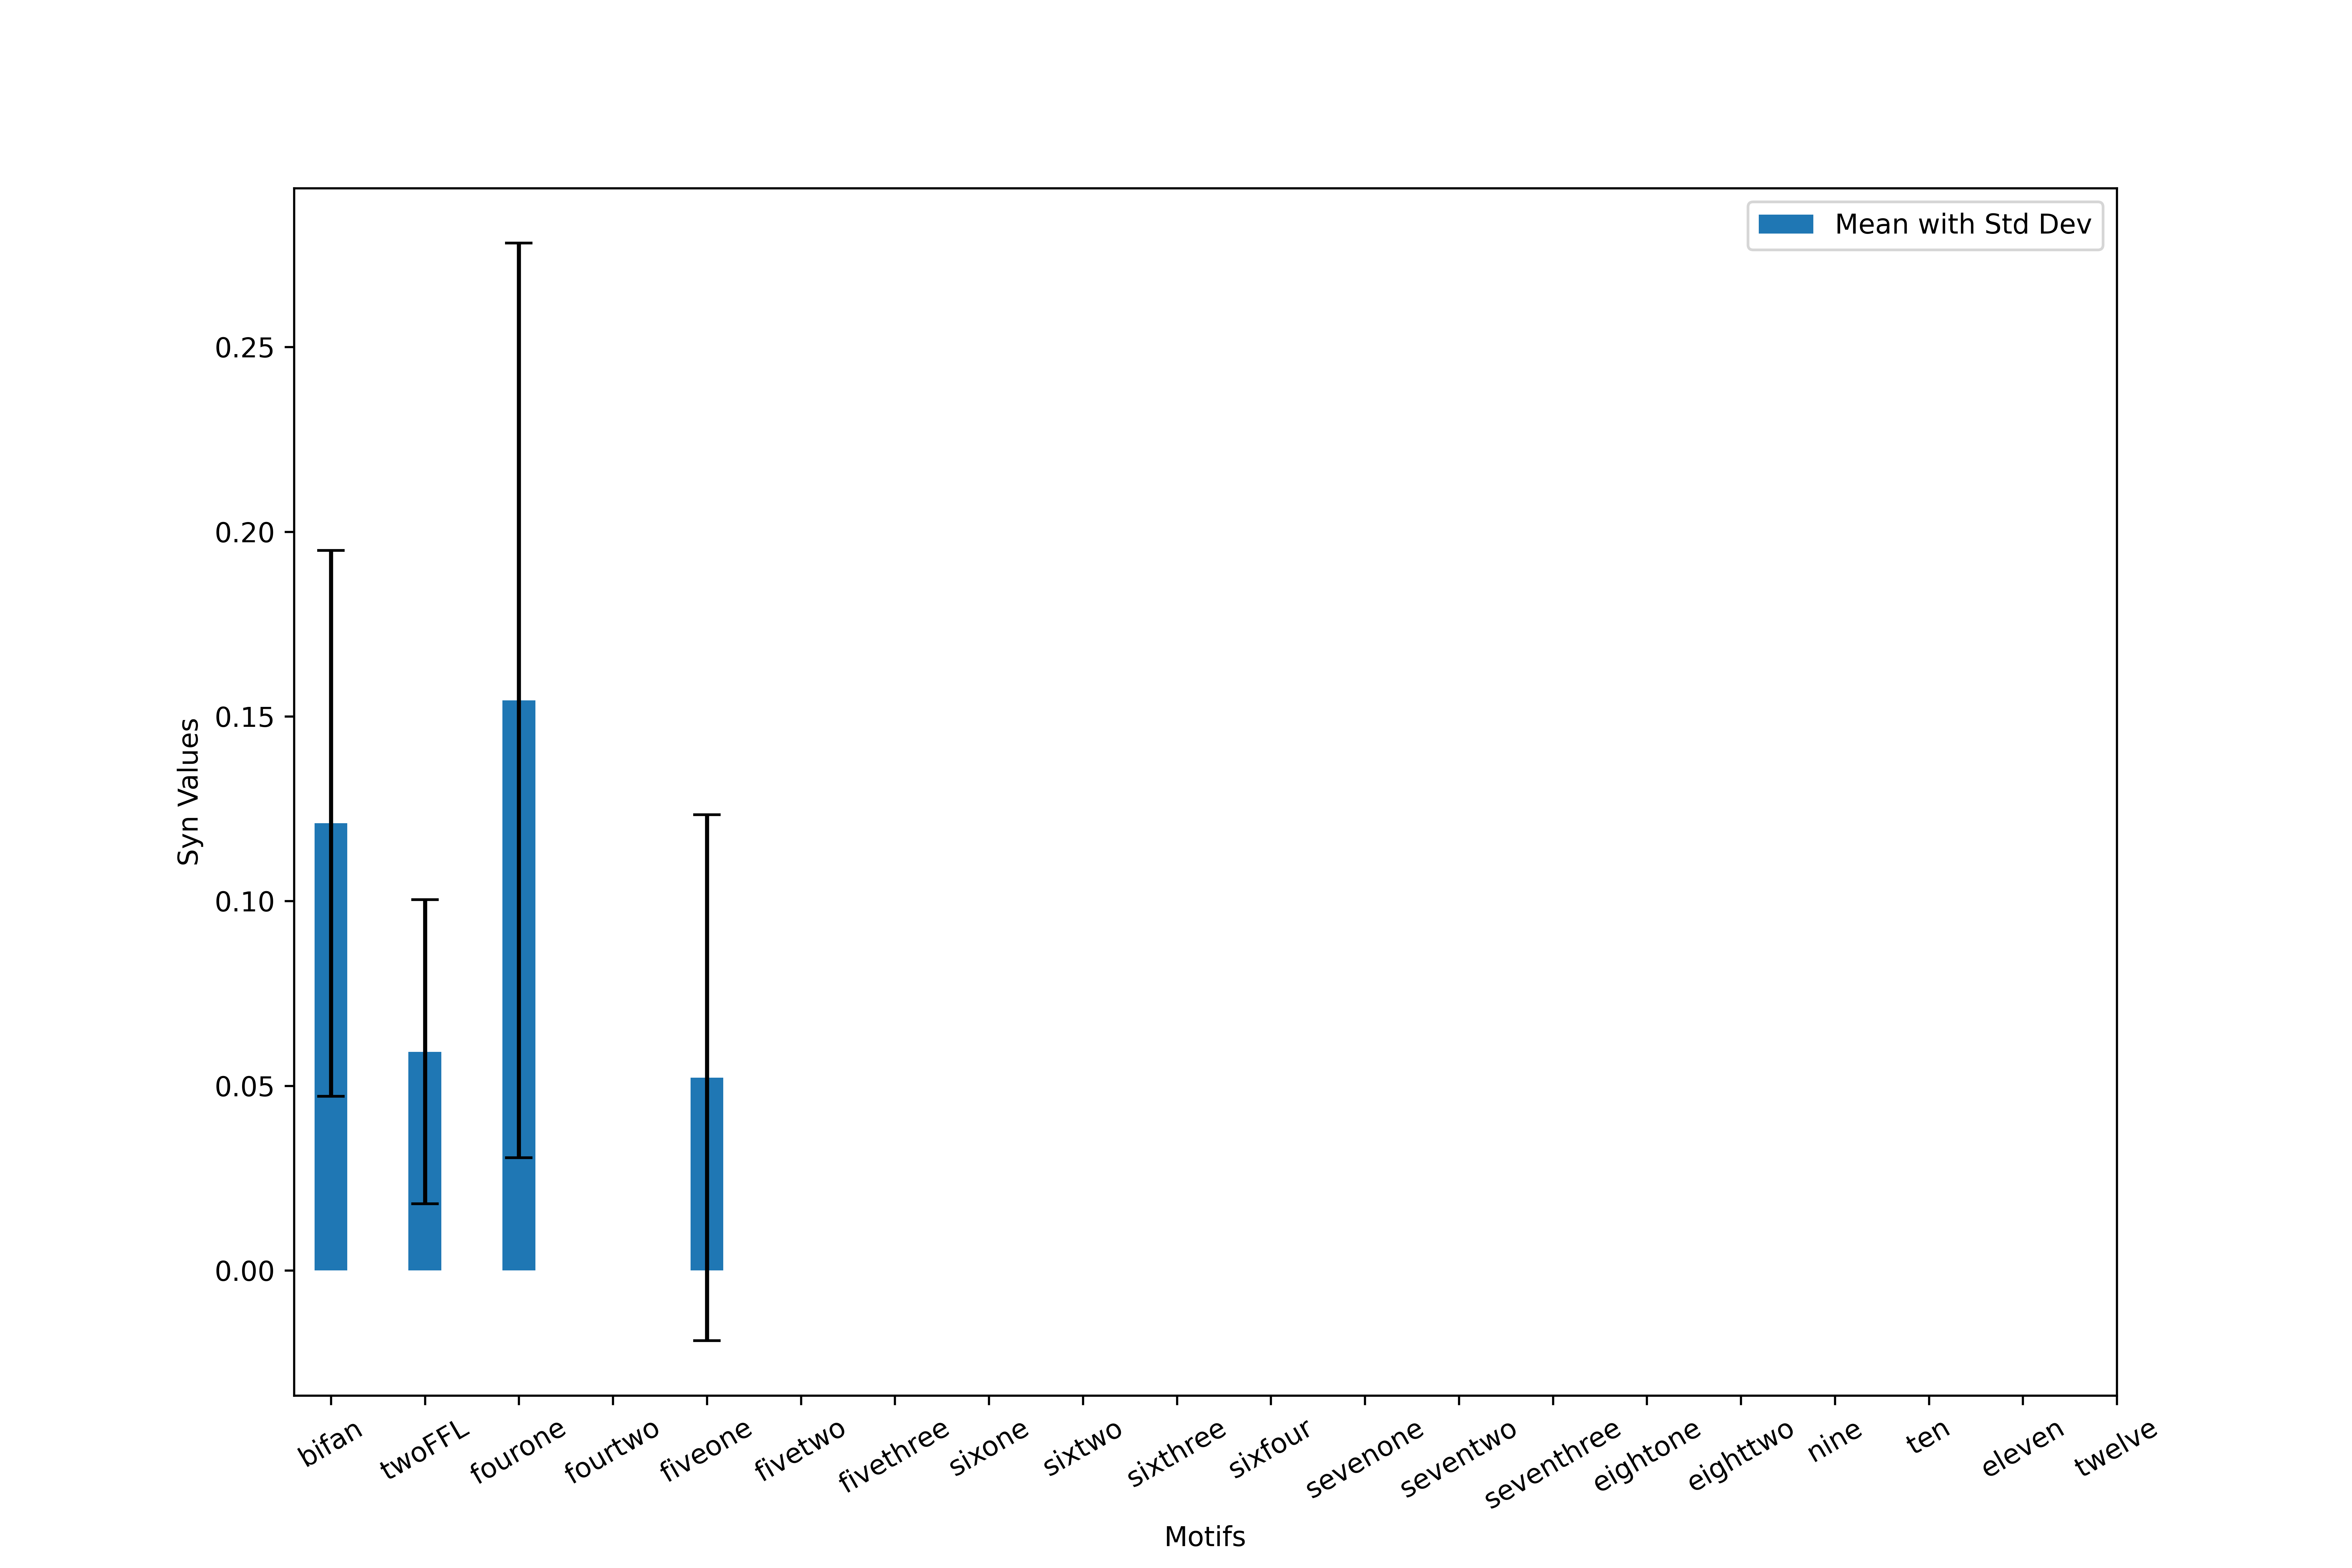 Mean with Std Dev
0.25
0.20
0.15
0.10
0.05
0.00
Syn Values
bifan
twoFFL
fourone
fourtwo
fiveone
fivetwo
fivethree
sixone
sixtwo
sixthree
sixfour
sevenone
seventwo
seventhree
eightone
eighttwo
nine
ten
eleven
twelve
Motifs